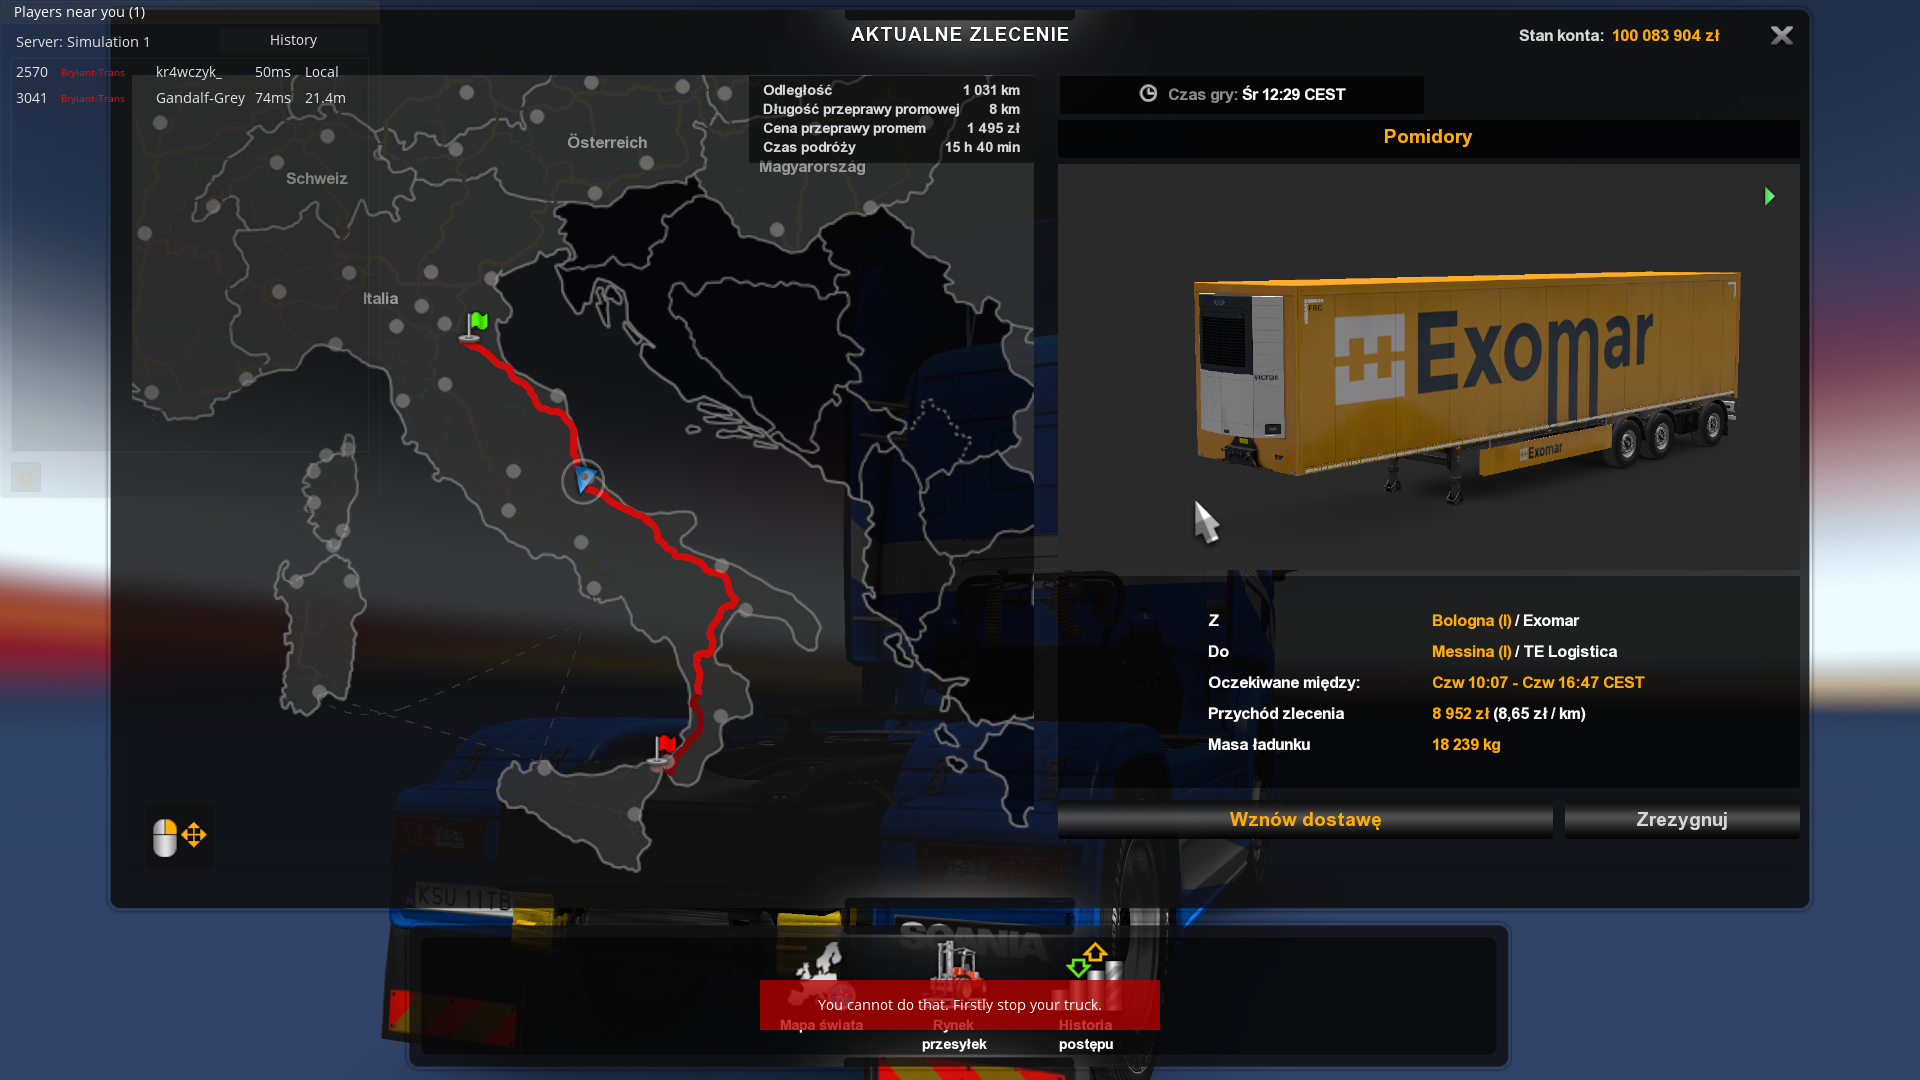 Players near you (1)
Server: Simulation 1
History
2570 Brylant-Trans kr4wczyk_ 50ms Local
3041 Brylant-Trans Gandalf-Grey 74ms 21.4m
AKTUALNE ZLECENIE
Stan konta: 100 083 904 zł
Odległość 1 031 km
Długość przeprawy promowej 8 km
Cena przeprawy promem 1 495 zł
Czas podróży 15 h 40 min
Österreich
Magyarország
Schweiz
Italia
Czas gry: Śr 12:29 CEST
Pomidory
FRC
Exomar
VICTOR
Exomar
Z Bologna (I) / Exomar
Do Messina (I) / TE Logistica
Oczekiwane między: Czw 10:07 - Czw 16:47 CEST
Przychód zlecenia 8 952 zł (8,65 zł / km)
Masa ładunku 18 239 kg
Wznów dostawę
Zrezygnuj
KSU 11TB
SCANIA
You cannot do that. Firstly stop your truck.
Mapa świata
Rynek przesyłek
Historia postępu